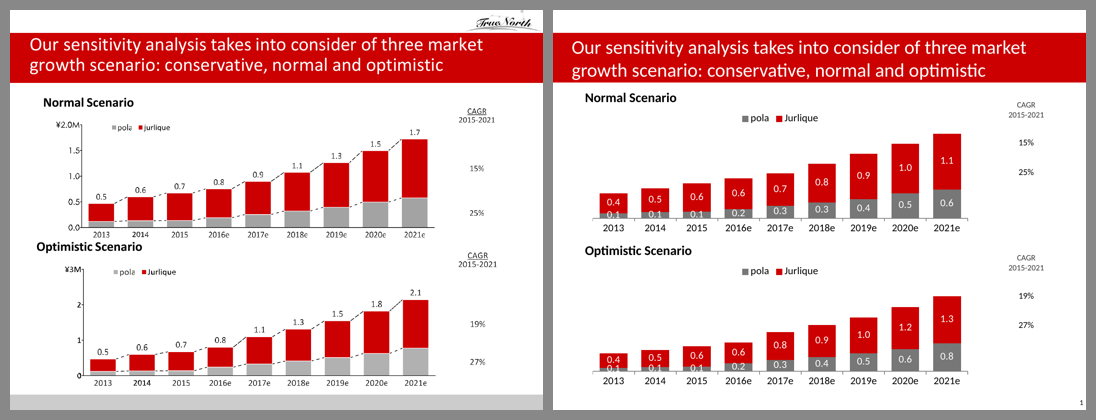 True North
Our sensitivity analysis takes into consider of three market
growth scenario: conservative, normal and optimistic
Normal Scenario
CAGR
2015-2021
¥2.0M
pola Jurlique
1.7
1.5
1.3
1.1
0.9
0.8
0.7
0.6
0.5
1.5
1.0
0.5
0.0
15%
25%
2013 2014 2015 2016e 2017e 2018e 2019e 2020e 2021e
Optimistic Scenario
CAGR
2015-2021
¥3M
pola Jurlique
2.1
1.8
1.5
1.3
1.1
0.8
0.7
0.6
0.5
2
1
0
19%
27%
2013 2014 2015 2016e 2017e 2018e 2019e 2020e 2021e
Our sensitivity analysis takes into consider of three market
growth scenario: conservative, normal and optimistic
Normal Scenario
CAGR
2015-2021
pola Jurlique
15%
25%
0.4 0.5 0.6 0.6 0.7 0.8 0.9 1.0 1.1
0.1 0.1 0.1 0.2 0.3 0.3 0.4 0.5 0.6
2013 2014 2015 2016e 2017e 2018e 2019e 2020e 2021e
Optimistic Scenario
CAGR
2015-2021
pola Jurlique
19%
27%
0.4 0.5 0.6 0.6 0.8 0.9 1.0 1.2 1.3
0.1 0.1 0.1 0.2 0.3 0.4 0.5 0.6 0.8
2013 2014 2015 2016e 2017e 2018e 2019e 2020e 2021e
1